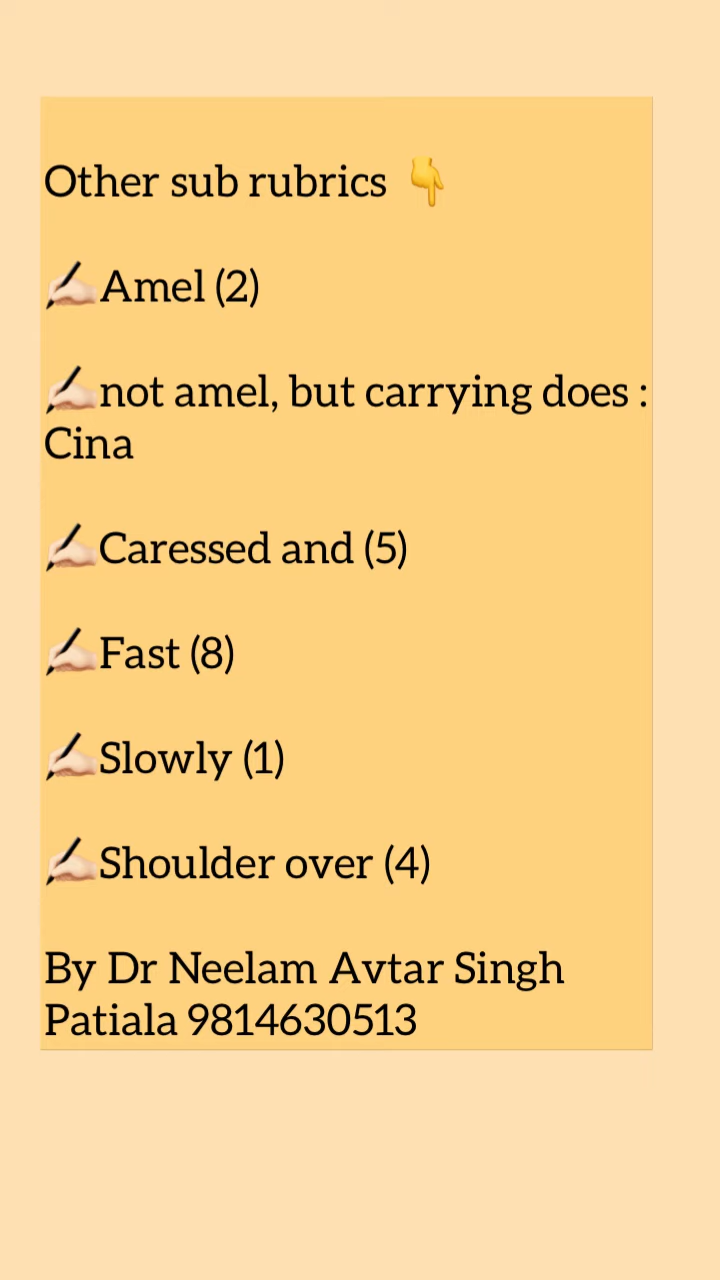 Other sub rubrics 👇
✍🏻Amel (2)
✍🏻not amel, but carrying does :
Cina
✍🏻Caressed and (5)
✍🏻Fast (8)
✍🏻Slowly (1)
✍🏻Shoulder over (4)
By Dr Neelam Avtar Singh
Patiala 9814630513